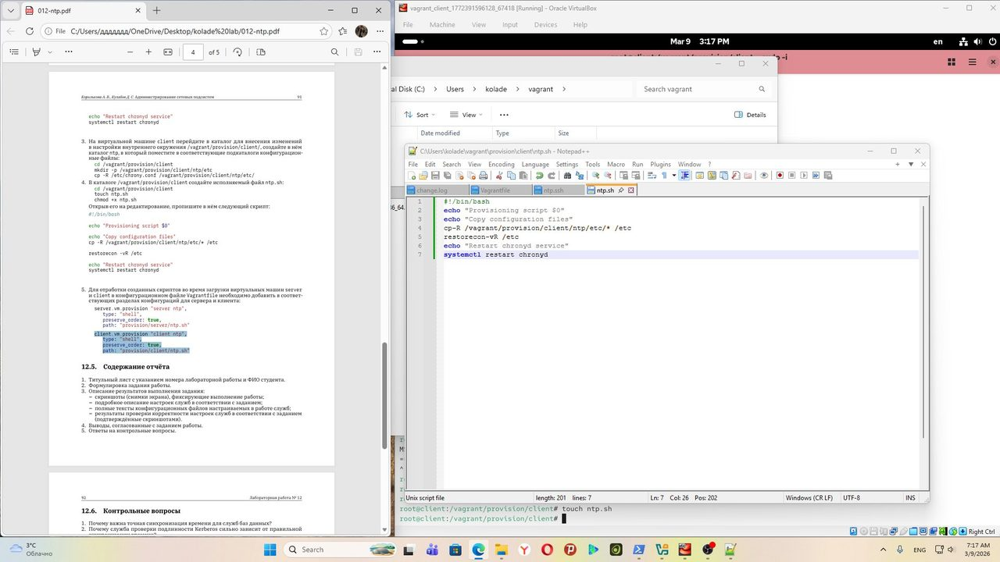 012-ntp.pdf
File
C:/Users/ддддддд/OneDrive/Desktop/kolade%20lab/012-ntp.pdf
4
of 5
Королькова А. В., Кулябов Д. С. Администрирование сетевых подсистем
91
echo "Restart chronyd service"
systemctl restart chronyd
3. На виртуальной машине client перейдите в каталог для внесения изменений
в настройки внутреннего окружения /vagrant/provision/client/, создайте в нём
каталог ntp, в который поместите в соответствующие подкаталоги конфигурацион-
ные файлы:
cd /vagrant/provision/client
mkdir -p /vagrant/provision/client/ntp/etc
cp -R /etc/chrony.conf /vagrant/provision/client/ntp/etc/
4. В каталоге /vagrant/provision/client создайте исполняемый файл ntp.sh:
cd /vagrant/provision/client
touch ntp.sh
chmod +x ntp.sh
Открыв его на редактирование, пропишите в нём следующий скрипт:
#!/bin/bash
echo "Provisioning script $0"
echo "Copy configuration files"
cp -R /vagrant/provision/client/ntp/etc/* /etc
restorecon -vR /etc
echo "Restart chronyd service"
systemctl restart chronyd
5. Для отработки созданных скриптов во время загрузки виртуальных машин server
и client в конфигурационном файле Vagrantfile необходимо добавить в соответ-
ствующих разделах конфигураций для сервера и клиента:
server.vm.provision "server ntp",
type: "shell",
preserve_order: true,
path: "provision/server/ntp.sh"
client.vm.provision "client ntp",
type: "shell",
preserve_order: true,
path: "provision/client/ntp.sh"
12.5. Содержание отчёта
1. Титульный лист с указанием номера лабораторной работы и ФИО студента.
2. Формулировка задания работы.
3. Описание результатов выполнения задания:
– скриншоты (снимки экрана), фиксирующие выполнение работы;
– подробное описание настроек служб в соответствии с заданием;
– полные тексты конфигурационных файлов настраиваемых в работе служб;
– результаты проверки корректности настроек служб в соответствии с заданием
(подтверждённые скриншотами).
4. Выводы, согласованные с заданием работы.
5. Ответы на контрольные вопросы.
92
Лабораторная работа № 12
12.6. Контрольные вопросы
1. Почему важна точная синхронизация времени для служб баз данных?
2. Почему служба проверки подлинности Kerberos сильно зависит от правильной
vagrant_client_1772391596128_67418 [Running] - Oracle VirtualBox
File Machine View Input Devices Help
Mar 9 3:17 PM
en
al Disk (C:) > Users > kolade > vagrant >
Search vagrant
Sort
View
Details
Date modified
Type
Size
C:\Users\kolade\vagrant\provision\client\ntp.sh - Notepad++
File Edit Search View Encoding Language Settings Tools Macro Run Plugins Window ?
change.log
Vagrantfile
ntp.ssh
ntp.sh
1 #!/bin/bash
2 echo "Provisioning script $0"
3 echo "Copy configuration files"
4 cp-R /vagrant/provision/client/ntp/etc/* /etc
5 restorecon-vR /etc
6 echo "Restart chronyd service"
7 systemctl restart chronyd
Unix script file
length: 201 lines: 7
Ln: 7 Col: 26 Pos: 202
Windows (CR LF)
UTF-8
INS
root@client:/vagrant/provision/client# touch ntp.sh
root@client:/vagrant/provision/client#
Right Ctrl
3°C
Облачно
Search
ENG
7:17 AM
3/9/2026